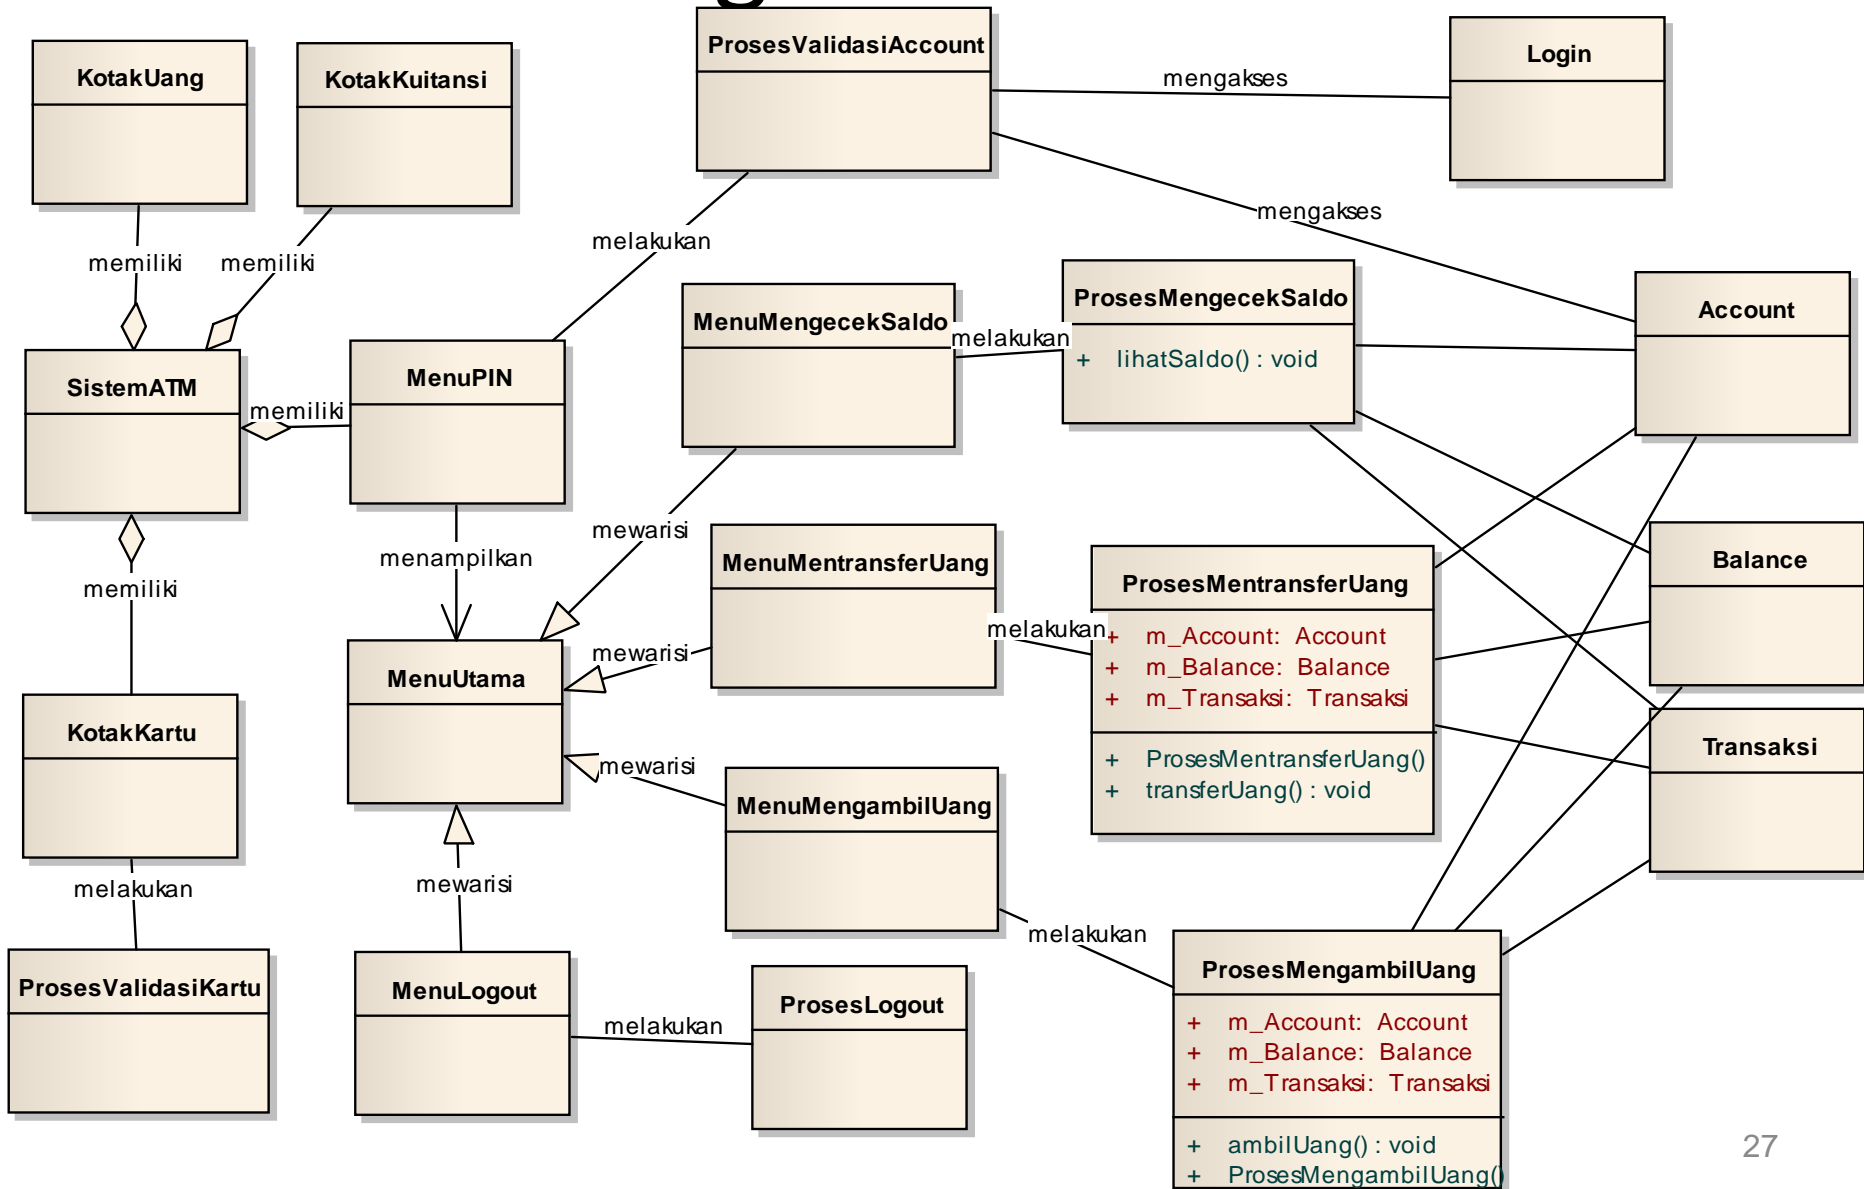 g
ProsesValidasiAccount
Login
KotakUang
KotakKuitansi
mengakses
mengakses
melakukan
memiliki
memiliki
MenuMengecekSaldo
melakukan
ProsesMengecekSaldo
+ lihatSaldo() : void
Account
SistemATM
memiliki
MenuPIN
mewarisi
menampilkan
MenuMentransferUang
melakukan
ProsesMentransferUang
+ m_Account: Account
+ m_Balance: Balance
+ m_Transaksi: Transaksi
+ ProsesMentransferUang()
+ transferUang() : void
Balance
memiliki
mewarisi
MenuUtama
KotakKartu
Transaksi
mewarisi
MenuMengambilUang
melakukan
mewarisi
melakukan
ProsesValidasiKartu
MenuLogout
melakukan
ProsesLogout
ProsesMengambilUang
+ m_Account: Account
+ m_Balance: Balance
+ m_Transaksi: Transaksi
+ ambilUang() : void
+ ProsesMengambilUang()
27